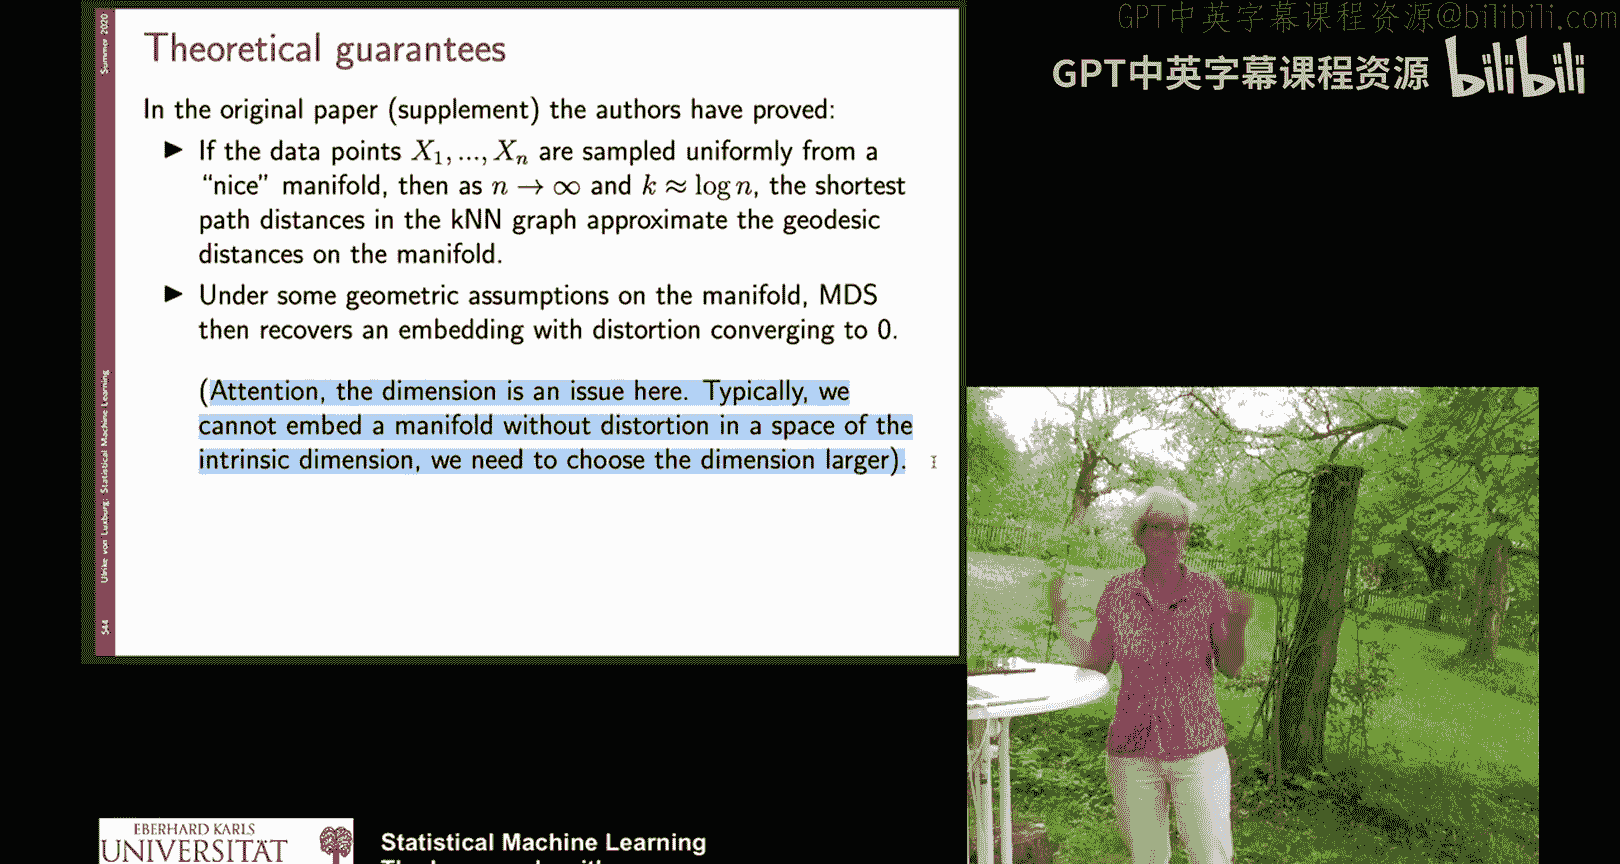 GPT中英字幕课程资源@bilibili.com
GPT中英字幕课程资源 bilibili
Summer 2020
Theoretical guarantees
In the original paper (supplement) the authors have proved:
► If the data points X₁, ..., Xₙ are sampled uniformly from a
“nice” manifold, then as n → ∞ and k ≈ log n, the shortest
path distances in the kNN graph approximate the geodesic
distances on the manifold.
► Under some geometric assumptions on the manifold, MDS
then recovers an embedding with distortion converging to 0.
(Attention, the dimension is an issue here. Typically, we
cannot embed a manifold without distortion in a space of the
intrinsic dimension, we need to choose the dimension larger).
Ulrike von Luxburg: Statistical Machine Learning
544
EBERHARD KARLS
UNIVERSITÄT
Statistical Machine Learning